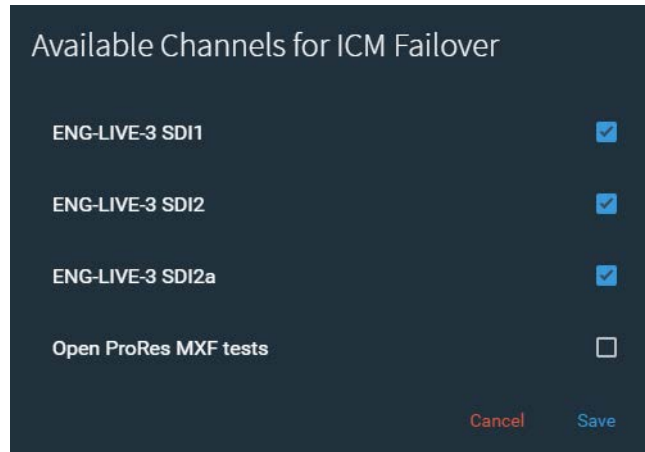 Available Channels for ICM Failover
ENG-LIVE-3 SDI1
ENG-LIVE-3 SDI2
ENG-LIVE-3 SDI2a
Open ProRes MXF tests
Cancel Save